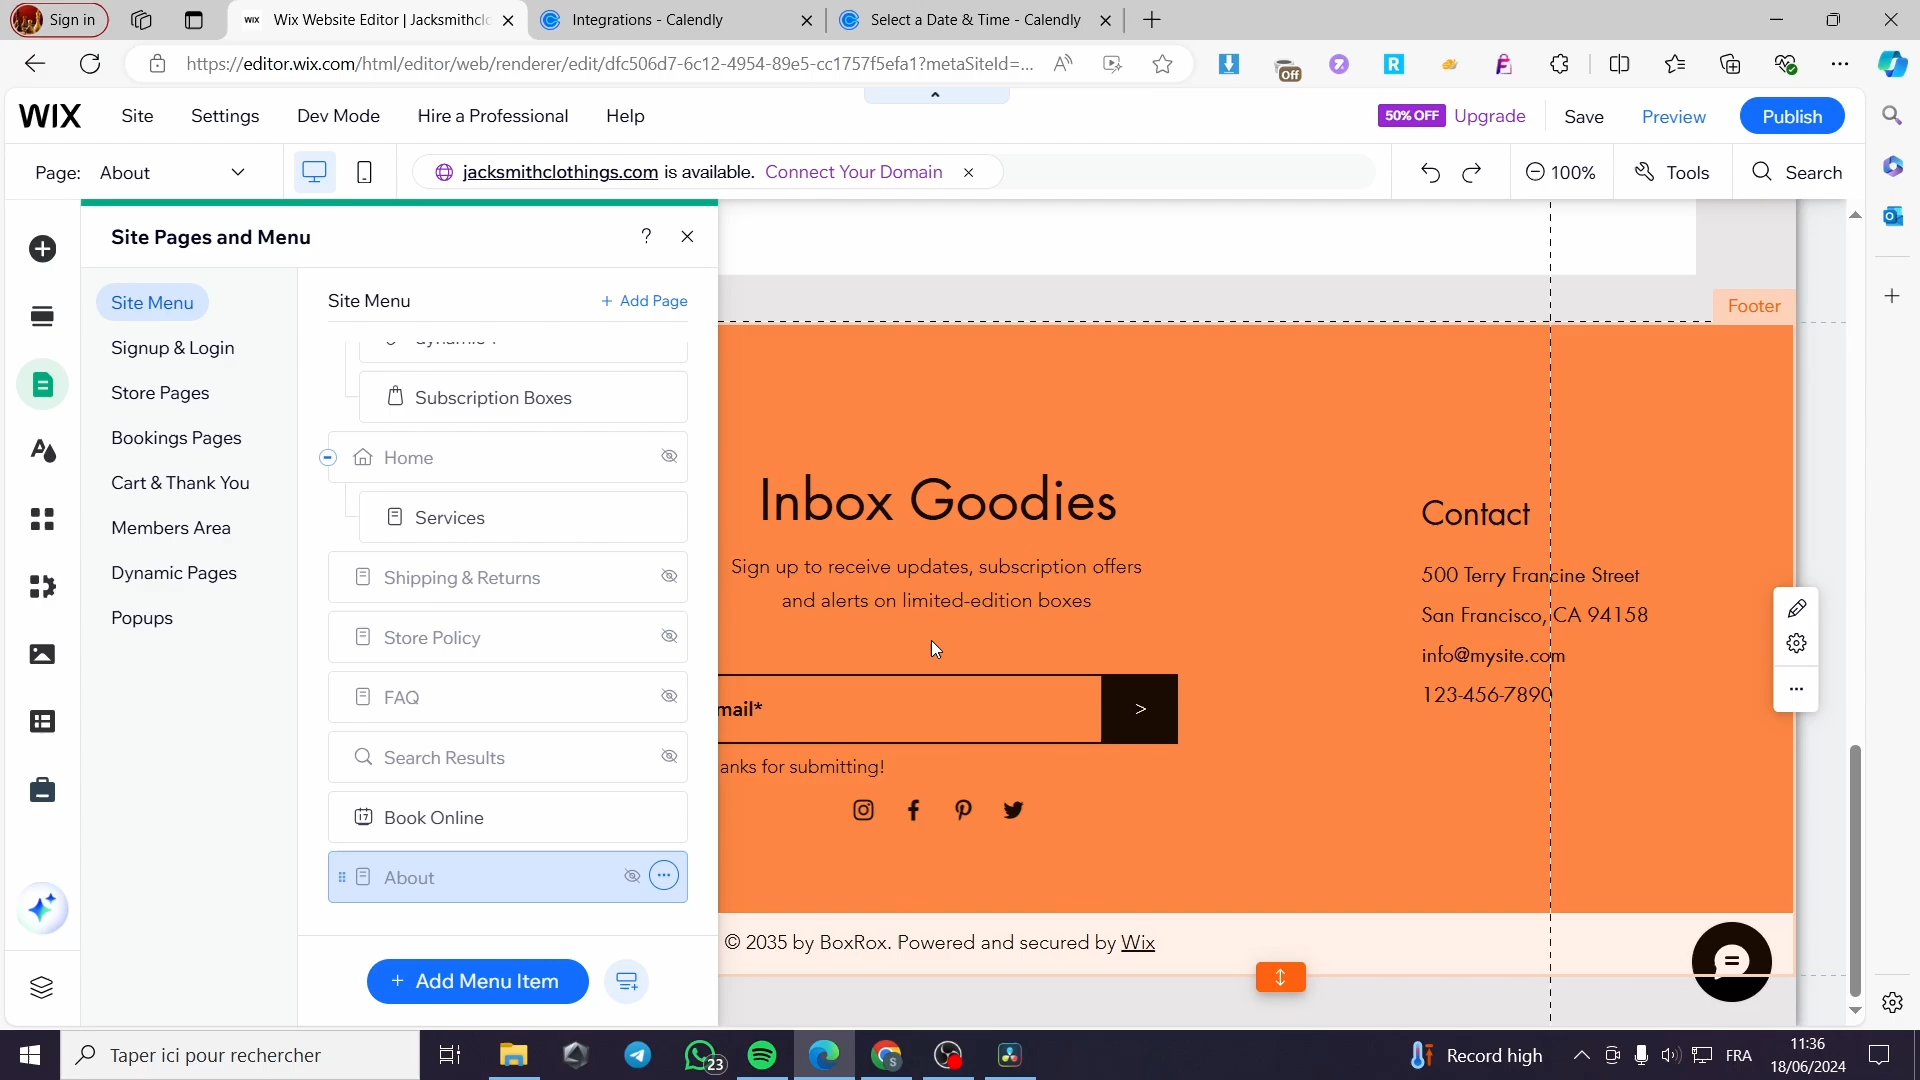 Sign in
WIX Wix Website Editor | Jacksmithclo
Integrations - Calendly
Select a Date & Time - Calendly
https://editor.wix.com/html/editor/web/renderer/edit/dfc506d7-6c12-4954-89e5-cc1757f5efa1?metaSiteId=...
Off
WIX
Site
Settings
Dev Mode
Hire a Professional
Help
50% OFF
Upgrade
Save
Preview
Publish
Page: About
jacksmithclothings.com is available. Connect Your Domain
100%
Tools
Search
Site Pages and Menu
?
Site Menu
Signup & Login
Store Pages
Bookings Pages
Cart & Thank You
Members Area
Dynamic Pages
Popups
Site Menu
+ Add Page
Subscription Boxes
Home
Services
Shipping & Returns
Store Policy
FAQ
Search Results
17 Book Online
About
+ Add Menu Item
Footer
Inbox Goodies
Sign up to receive updates, subscription offers
and alerts on limited-edition boxes
mail*
>
anks for submitting!
Contact
500 Terry Francine Street
San Francisco, CA 94158
info@mysite.com
123-456-7890
© 2035 by BoxRox. Powered and secured by Wix
Taper ici pour rechercher
23
S
Record high
FRA
11:36
18/06/2024